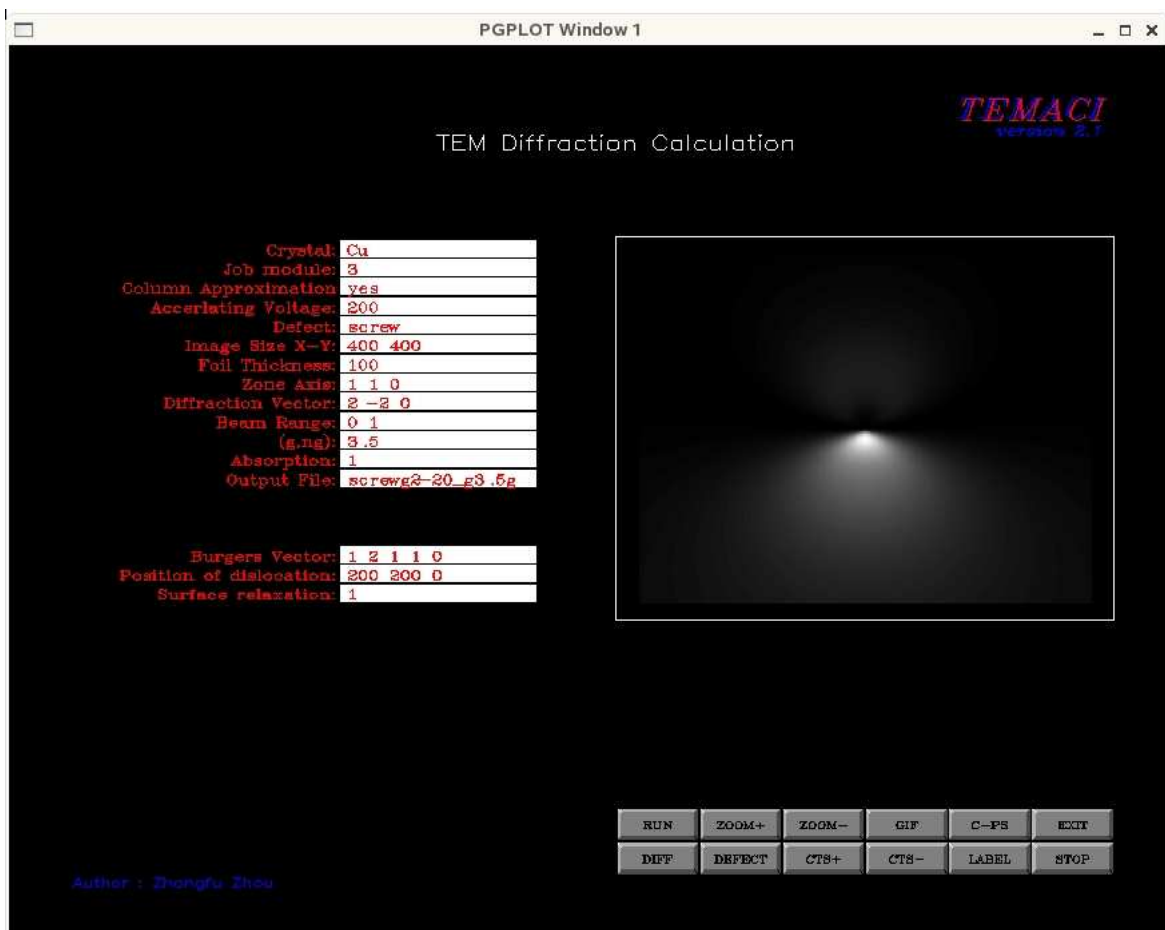 PGPLOT Window 1
TEMACI
version 2.1
TEM Diffraction Calculation
Crystal: Cu
Job module: 3
Column Approximation yes
Accerlating Voltage: 200
Defect: screw
Image Size X-Y: 400 400
Foil Thickness: 100
Zone Axis: 1 1 0
Diffraction Vector: 2 -2 0
Beam Range: 0 1
(g,ng): 3.5
Absorption: 1
Output File: screwg2-20_g3.5g
Burgers Vector: 1 2 1 1 0
Position of dislocation: 200 200 0
Surface relaxation: 1
RUN ZOOM+ ZOOM- GIF C-PS EXIT
DIFF DEFECT CTS+ CTS- LABEL STOP
Author : Zhongfu Zhou